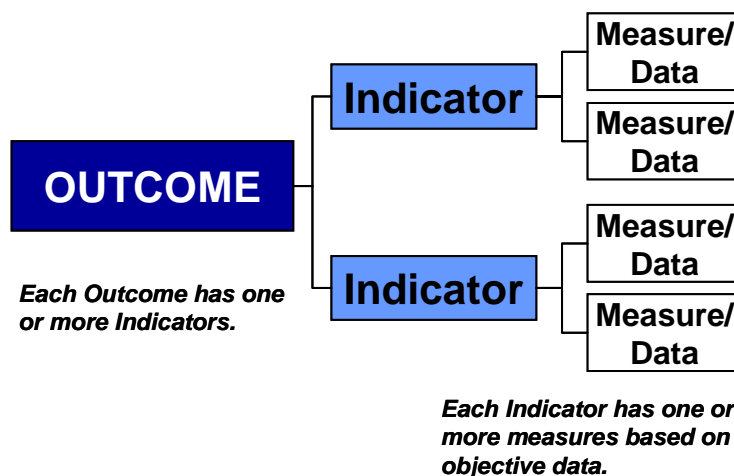 OUTCOME
Each Outcome has one
or more Indicators.
Indicator
Indicator
Measure/
Data
Measure/
Data
Measure/
Data
Measure/
Data
Each Indicator has one or
more measures based on
objective data.